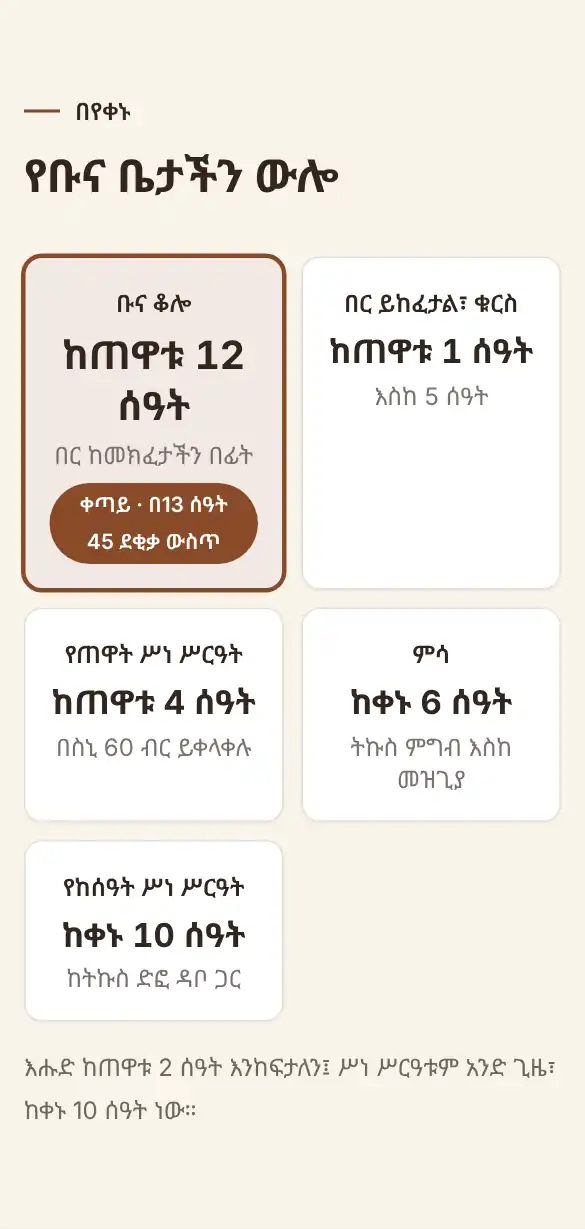 በየቀኑ
የቡና ቤታችን ውሎ
ቡና ቆሎ
ከጠዋቱ 12
ሰዓት
በር ከመክፈታችን በፊት
ቀጣይ · በ13 ሰዓት
45 ደቂቃ ውስጥ
በር ይከፈታል፣ ቁርስ
ከጠዋቱ 1 ሰዓት
እስከ 5 ሰዓት
የጠዋት ሥነ ሥርዓት
ከጠዋቱ 4 ሰዓት
በስኒ 60 ብር ይቀላቀሉ
ምሳ
ከቀኑ 6 ሰዓት
ትኩስ ምግብ እስከ
መዝጊያ
የከሰዓት ሥነ ሥርዓት
ከቀኑ 10 ሰዓት
ከትኩስ ድፎ ዳቦ ጋር
እሑድ ከጠዋቱ 2 ሰዓት እንከፍታለን፤ ሥነ ሥርዓቱም አንድ ጊዜ፣
ከቀኑ 10 ሰዓት ነው።